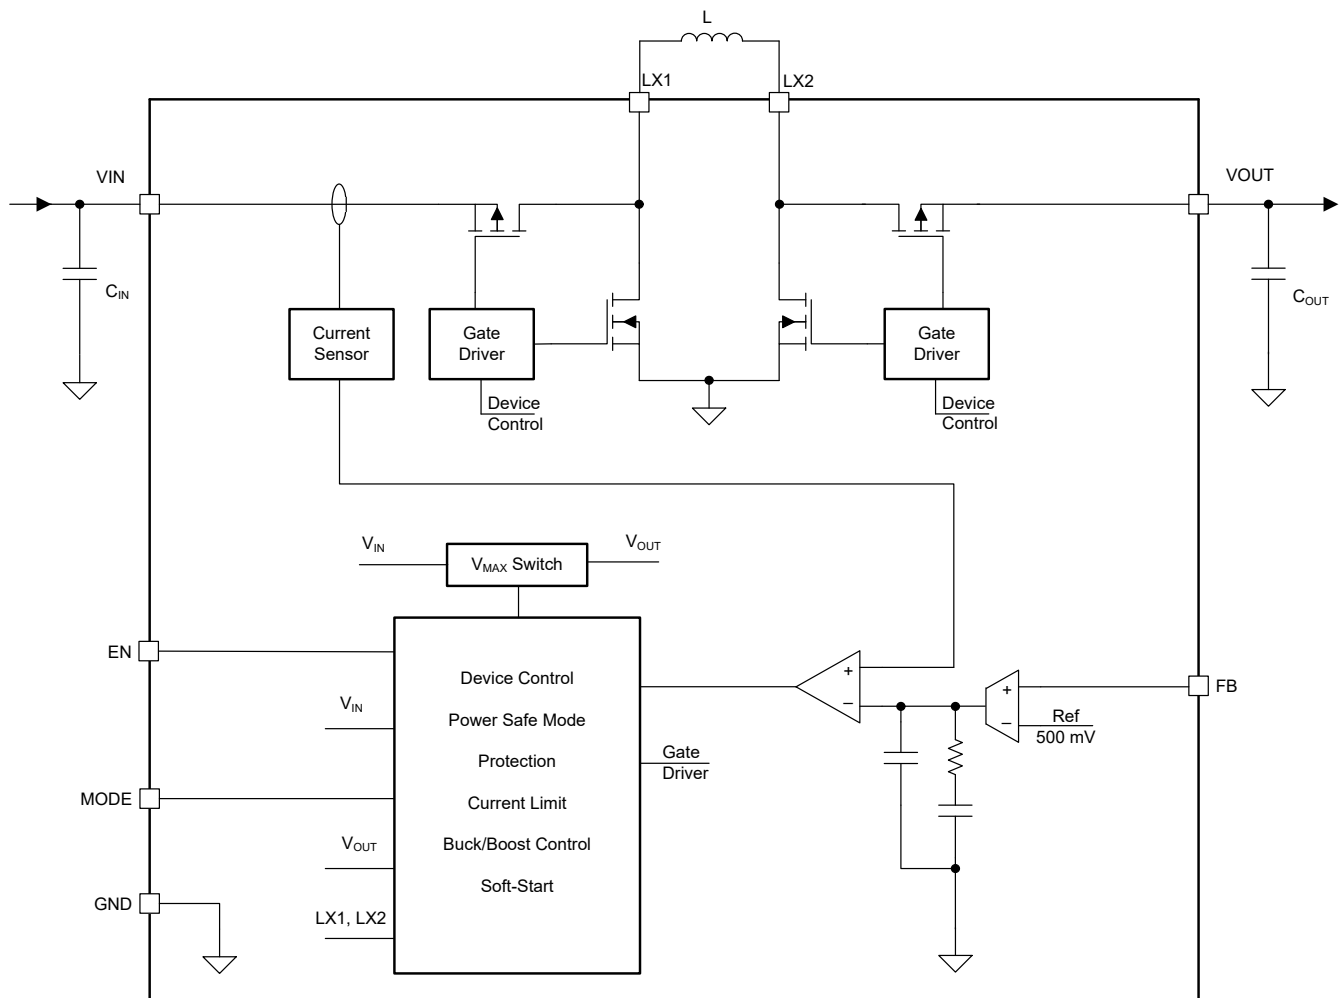 L
LX1
LX2
VIN
VOUT
CIN
COUT
Current
Sensor
Gate
Driver
Gate
Driver
Device
Control
Device
Control
VIN
VMAX Switch
VOUT
EN
Device Control
Power Safe Mode
Protection
Current Limit
Buck/Boost Control
Soft-Start
VIN
MODE
VOUT
GND
LX1, LX2
Gate
Driver
+
−
+
−
Ref
500 mV
FB